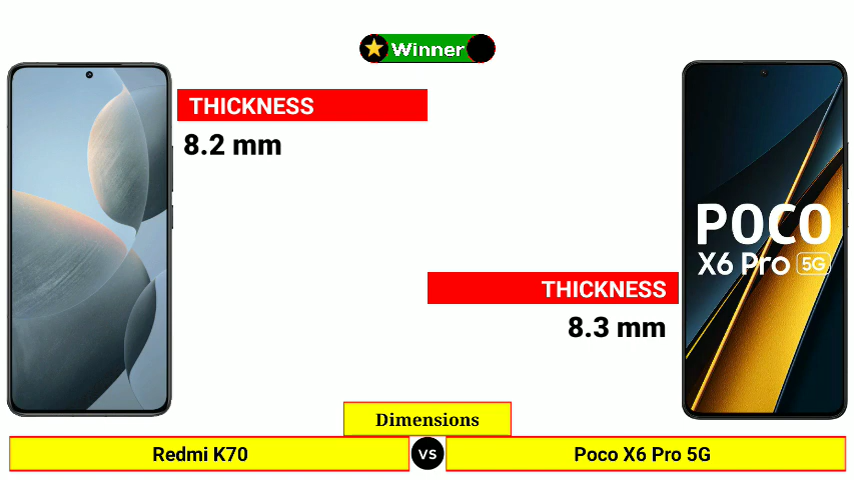 Winner
THICKNESS
8.2 mm
POCO
X6 Pro 5G
THICKNESS
8.3 mm
Dimensions
Redmi K70
VS
Poco X6 Pro 5G